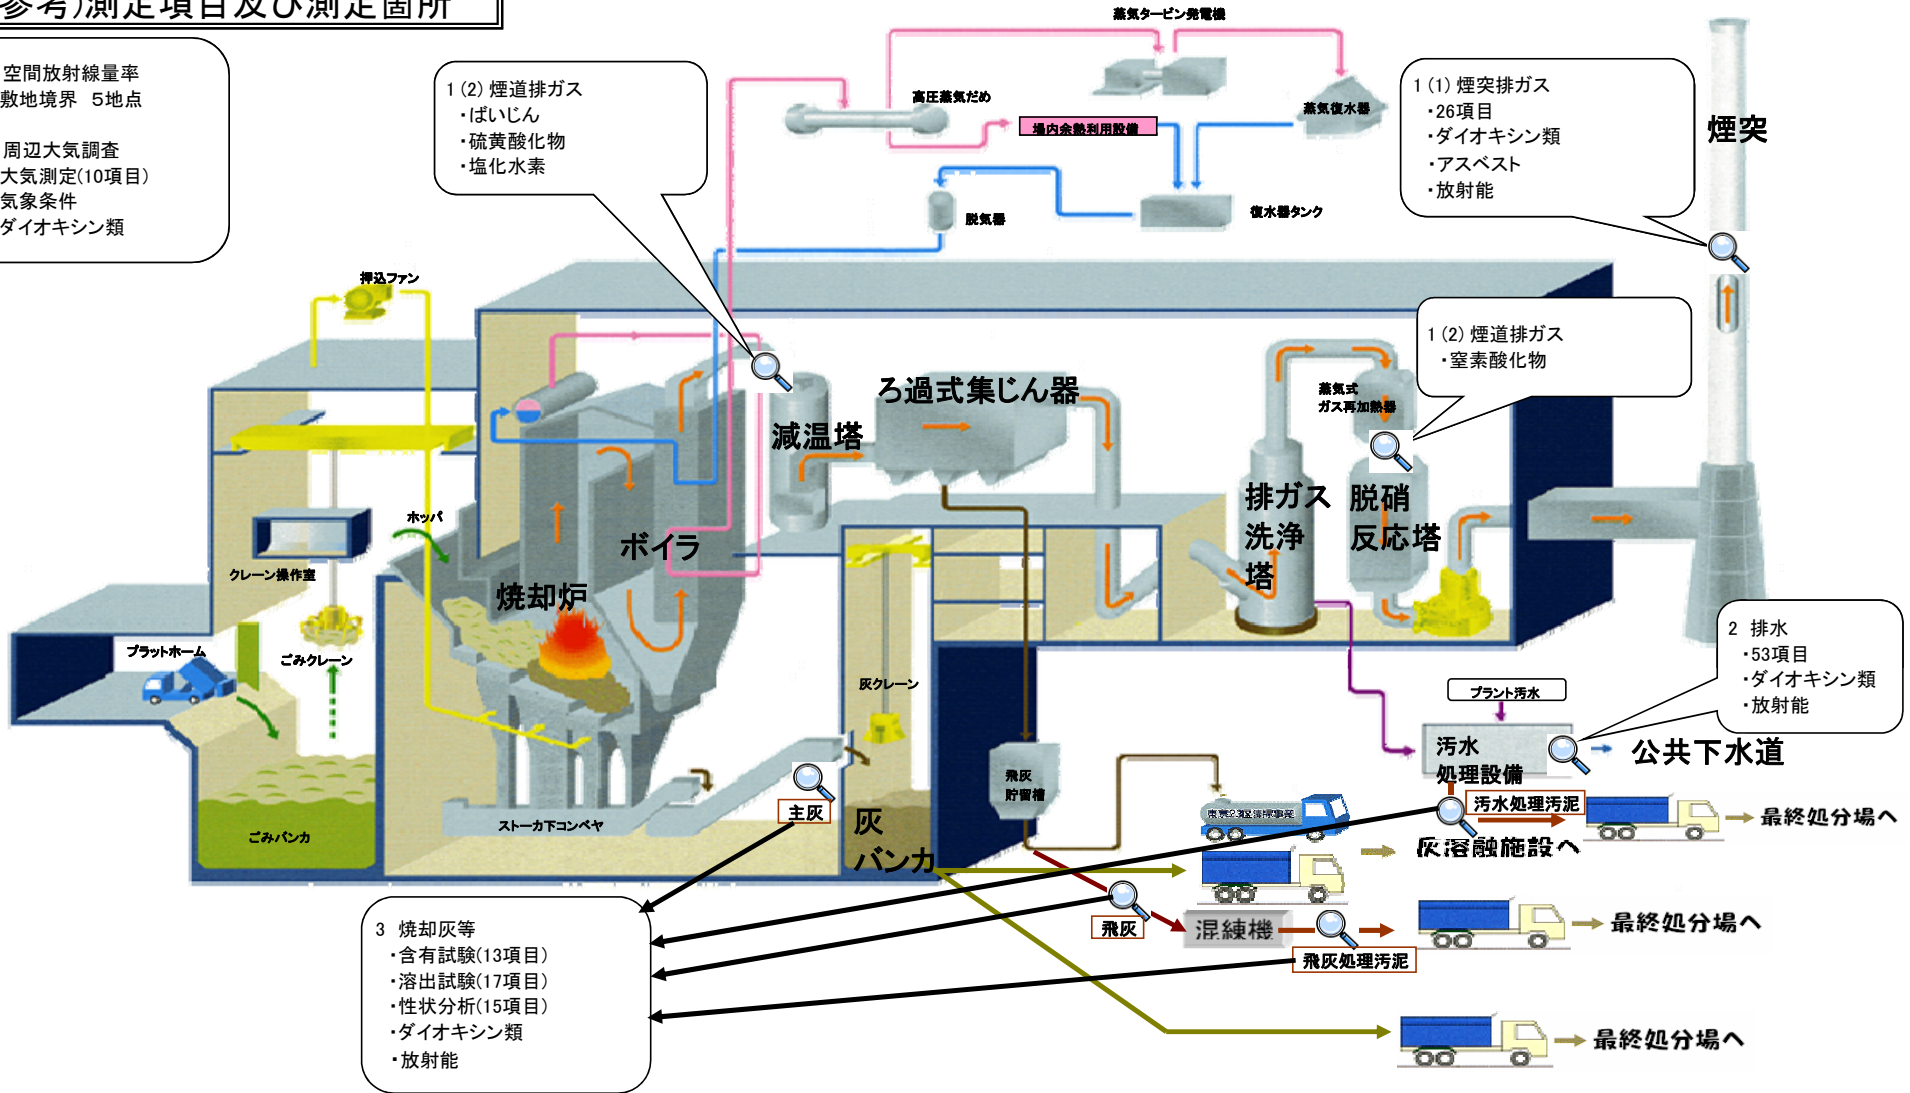 参考)測定項目及び測定箇所
空間放射線量率
敷地境界 5地点
周辺大気調査
大気測定(10項目)
気象条件
ダイオキシン類
1 (2) 煙道排ガス
・ばいじん
・硫黄酸化物
・塩化水素
蒸気タービン発電機
高圧蒸気だめ
場内余熱利用設備
蒸気復水器
脱気器
復水器タンク
1 (1) 煙突排ガス
・26項目
・ダイオキシン類
・アスベスト
・放射能
煙突
押込ファン
1 (2) 煙道排ガス
・窒素酸化物
ろ過式集じん器
減温塔
蒸気式
ガス再加熱器
排ガス
洗浄
塔
脱硝
反応塔
ホッパ
ボイラ
クレーン操作室
焼却炉
プラットホーム
ごみクレーン
灰クレーン
2 排水
・53項目
・ダイオキシン類
・放射能
プラント汚水
汚水
処理設備
公共下水道
飛灰
貯留槽
主灰
ストーカ下コンベヤ
ごみバンカ
灰
バンカ
汚水処理汚泥
最終処分場へ
灰溶融施設へ
飛灰
混練機
飛灰処理汚泥
最終処分場へ
3 焼却灰等
・含有試験(13項目)
・溶出試験(17項目)
・性状分析(15項目)
・ダイオキシン類
・放射能
最終処分場へ